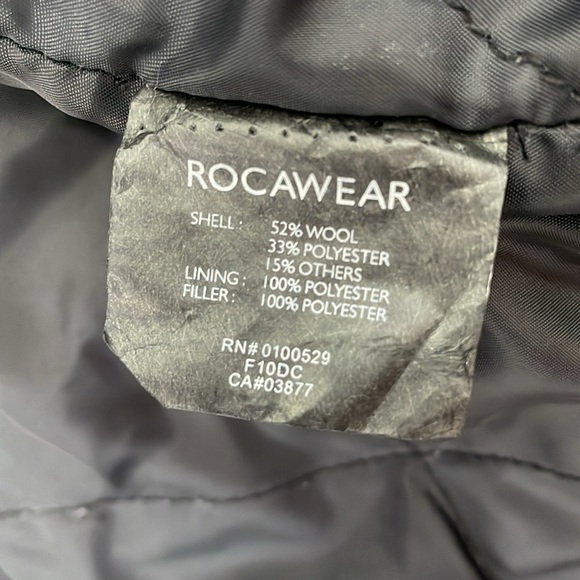 ROCAWEAR
SHELL : 52% WOOL
33% POLYESTER
15% OTHERS
LINING : 100% POLYESTER
FILLER : 100% POLYESTER
RN# 0100529
F10DC
CA#03877